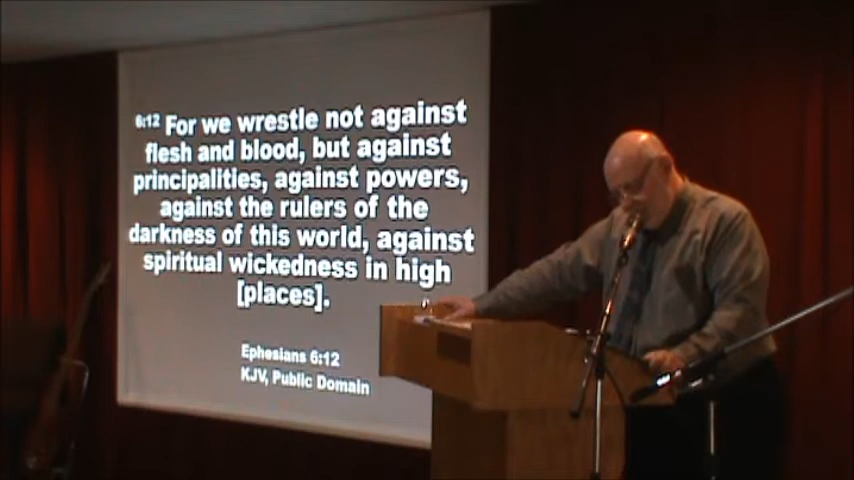 6:12 For we wrestle not against
flesh and blood, but against
principalities, against powers,
against the rulers of the
darkness of this world, against
spiritual wickedness in high
[places].
Ephesians 6:12
KJV, Public Domain